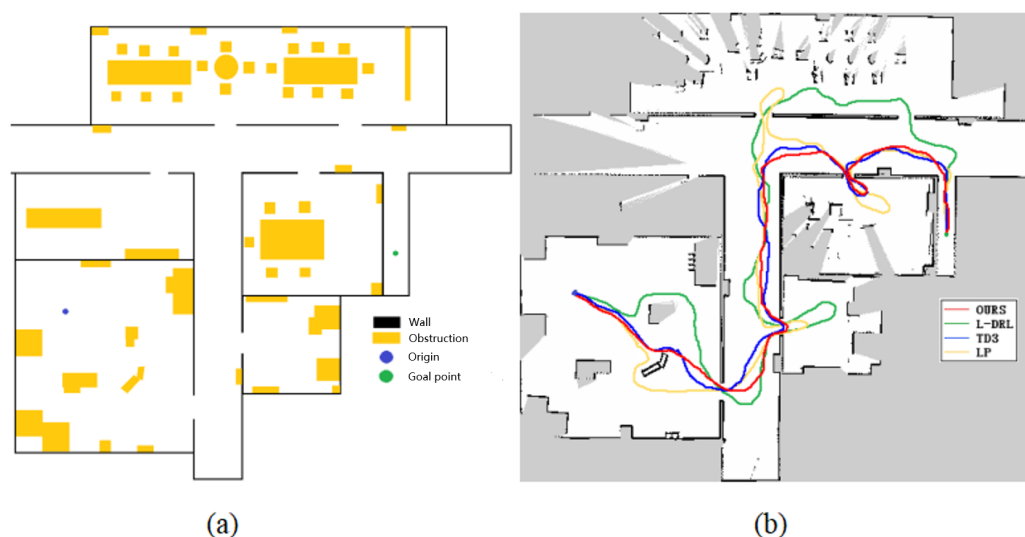 Wall
Obstruction
Origin
Goal point
OURS
L-DRL
TD3
LP
(a)
(b)